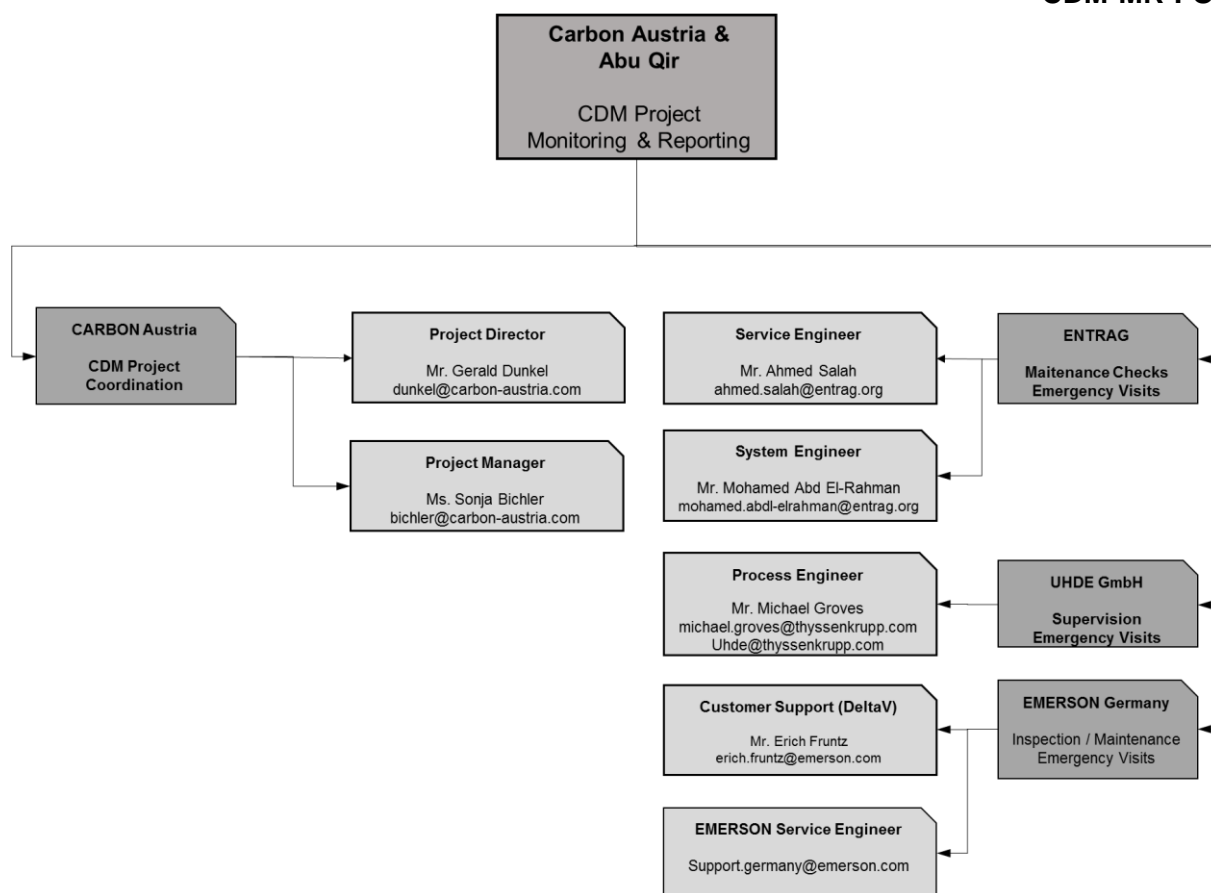 CDM-MR-FO
Carbon Austria &
Abu Qir
CDM Project
Monitoring & Reporting
CARBON Austria
CDM Project
Coordination
Project Director
Mr. Gerald Dunkel
dunkel@carbon-austria.com
Project Manager
Ms. Sonja Bichler
bichler@carbon-austria.com
Service Engineer
Mr. Ahmed Salah
ahmed.salah@entrag.org
System Engineer
Mr. Mohamed Abd El-Rahman
mohamed.abdl-elrahman@entrag.org
ENTRAG
Maitenance Checks
Emergency Visits
Process Engineer
Mr. Michael Groves
michael.groves@thyssenkrupp.com
Uhde@thyssenkrupp.com
UHDE GmbH
Supervision
Emergency Visits
Customer Support (DeltaV)
Mr. Erich Fruntz
erich.fruntz@emerson.com
EMERSON Service Engineer
Support.germany@emerson.com
EMERSON Germany
Inspection / Maintenance
Emergency Visits